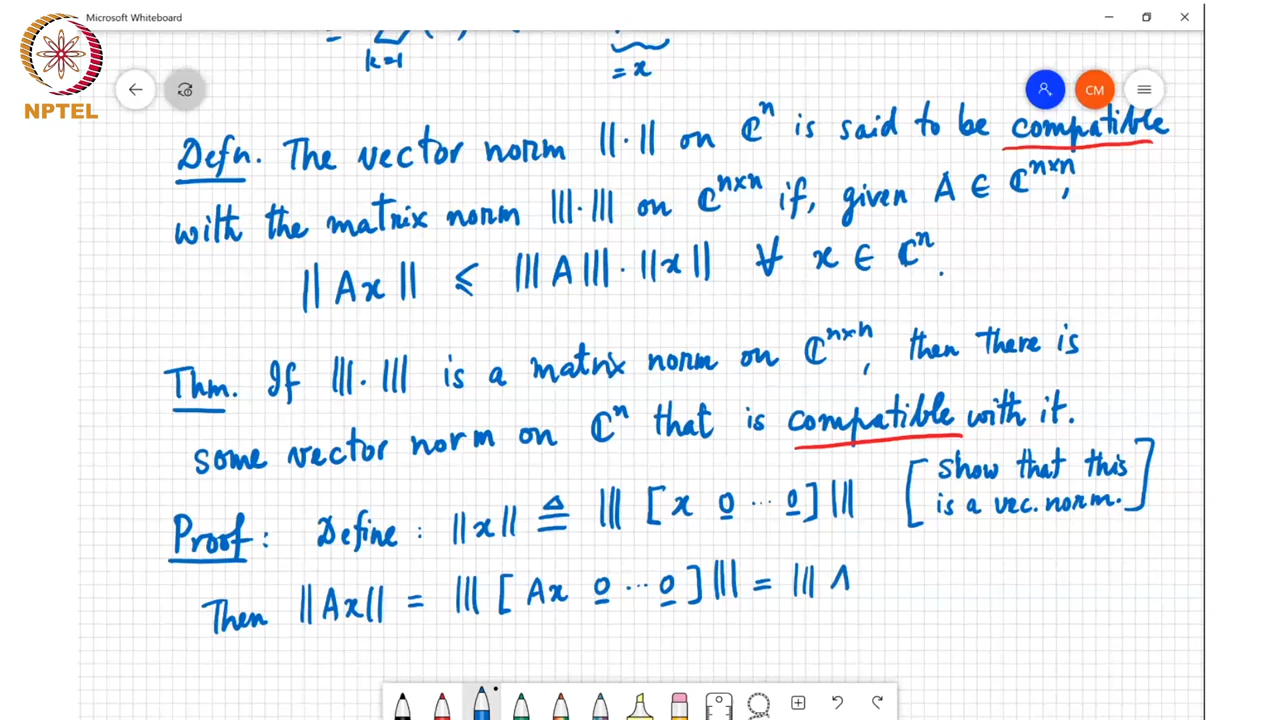 Microsoft Whiteboard
NPTEL
CM
k=1
= x
Defn. The vector norm ||·|| on ℂⁿ is said to be compatible
with the matrix norm |||·||| on ℂⁿˣⁿ if, given A ∈ ℂⁿˣⁿ,
||Ax|| ≤ |||A|||·||x|| ∀ x ∈ ℂⁿ.
Thm. If |||·||| is a matrix norm on ℂⁿˣⁿ, then there is
some vector norm on ℂⁿ that is compatible with it.
Proof: Define: ||x|| ≜ |||[x 0 ... 0]||| [Show that this
is a vec. norm.]
Then ||Ax|| = |||[Ax 0 ... 0]||| = |||